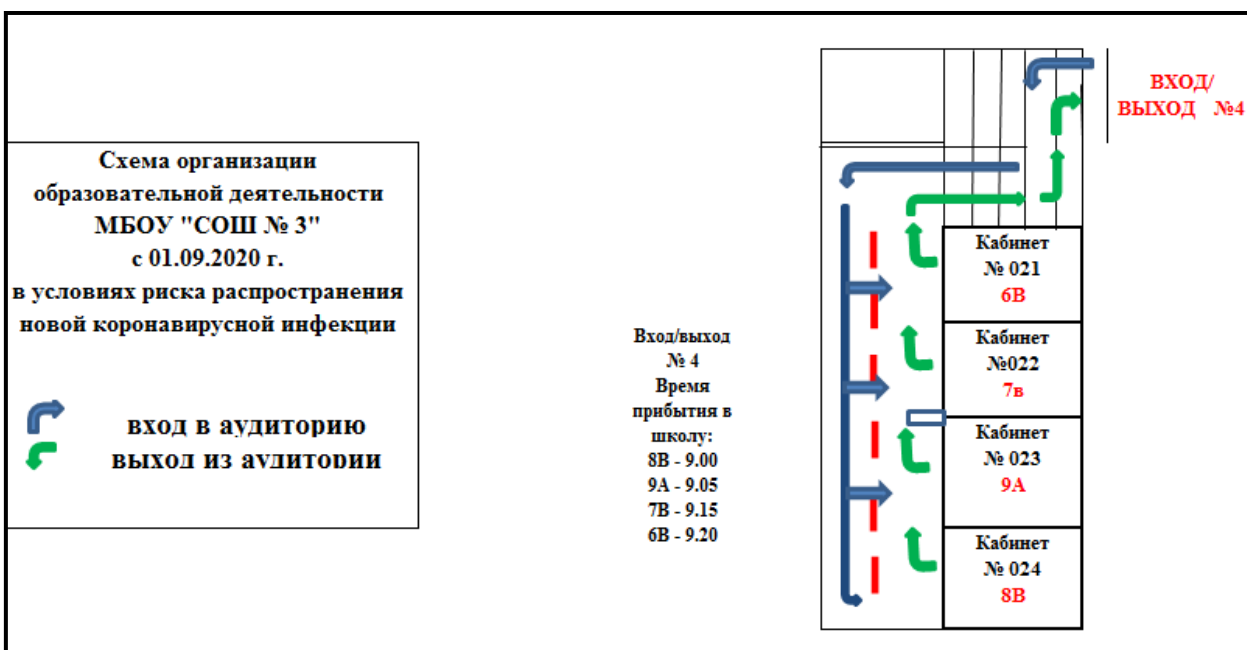 Схема организации
образовательной деятельности
МБОУ "СОШ № 3"
с 01.09.2020 г.
в условиях риска распространения
новой коронавирусной инфекции
вход в аудиторию
выход из аудитории
Вход/выход
№ 4
Время
прибытия в
школу:
8В - 9.00
9А - 9.05
7В - 9.15
6В - 9.20
ВХОД/
ВЫХОД №4
Кабинет
№ 021
6В
Кабинет
№022
7в
Кабинет
№ 023
9А
Кабинет
№ 024
8В